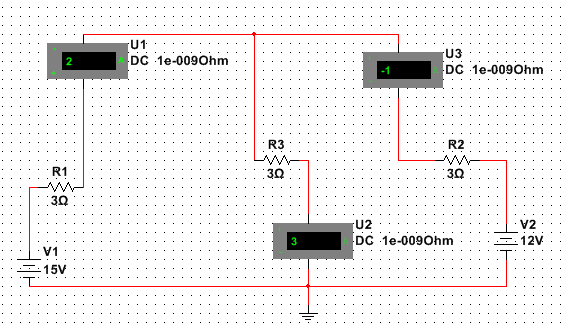 U1
2
DC 1e-009Ohm
U3
-1
DC 1e-009Ohm
R3
3Ω
R2
3Ω
R1
3Ω
U2
3
DC 1e-009Ohm
V2
12V
V1
15V